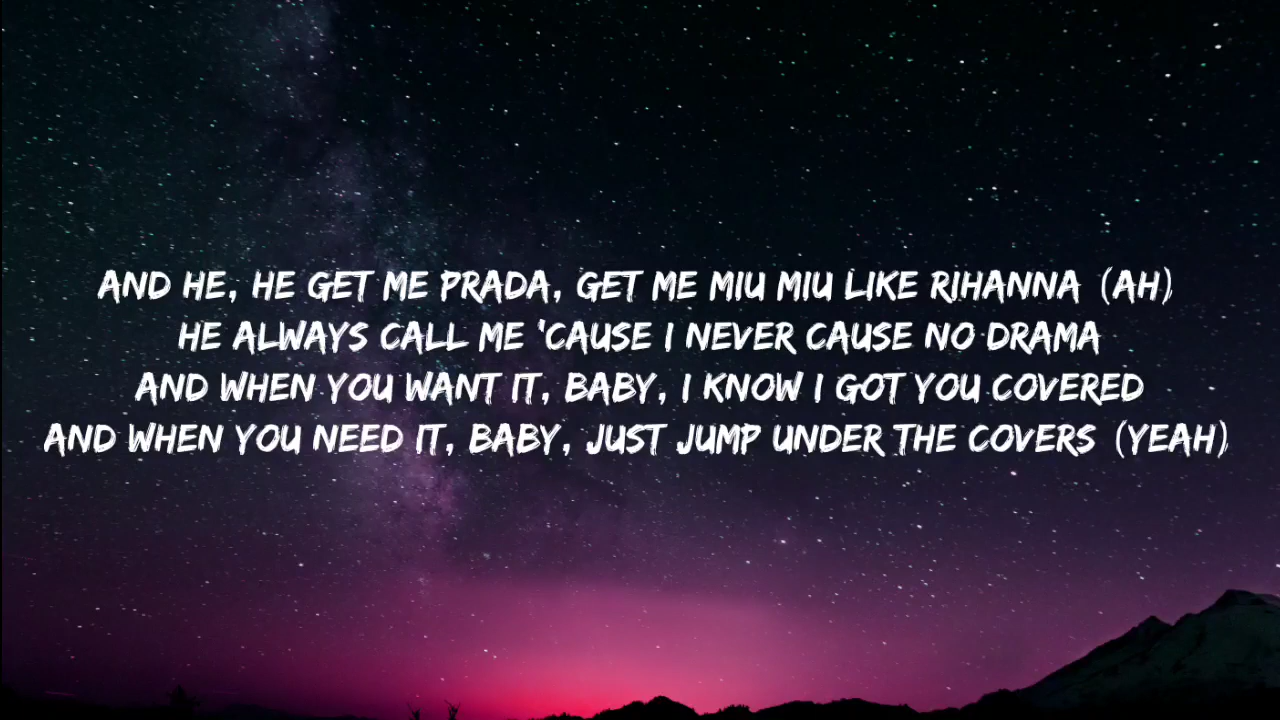 AND HE, HE GET ME PRADA, GET ME MIU MIU LIKE RIHANNA (AH)
HE ALWAYS CALL ME 'CAUSE I NEVER CAUSE NO DRAMA
AND WHEN YOU WANT IT, BABY, I KNOW I GOT YOU COVERED
AND WHEN YOU NEED IT, BABY, JUST JUMP UNDER THE COVERS (YEAH)